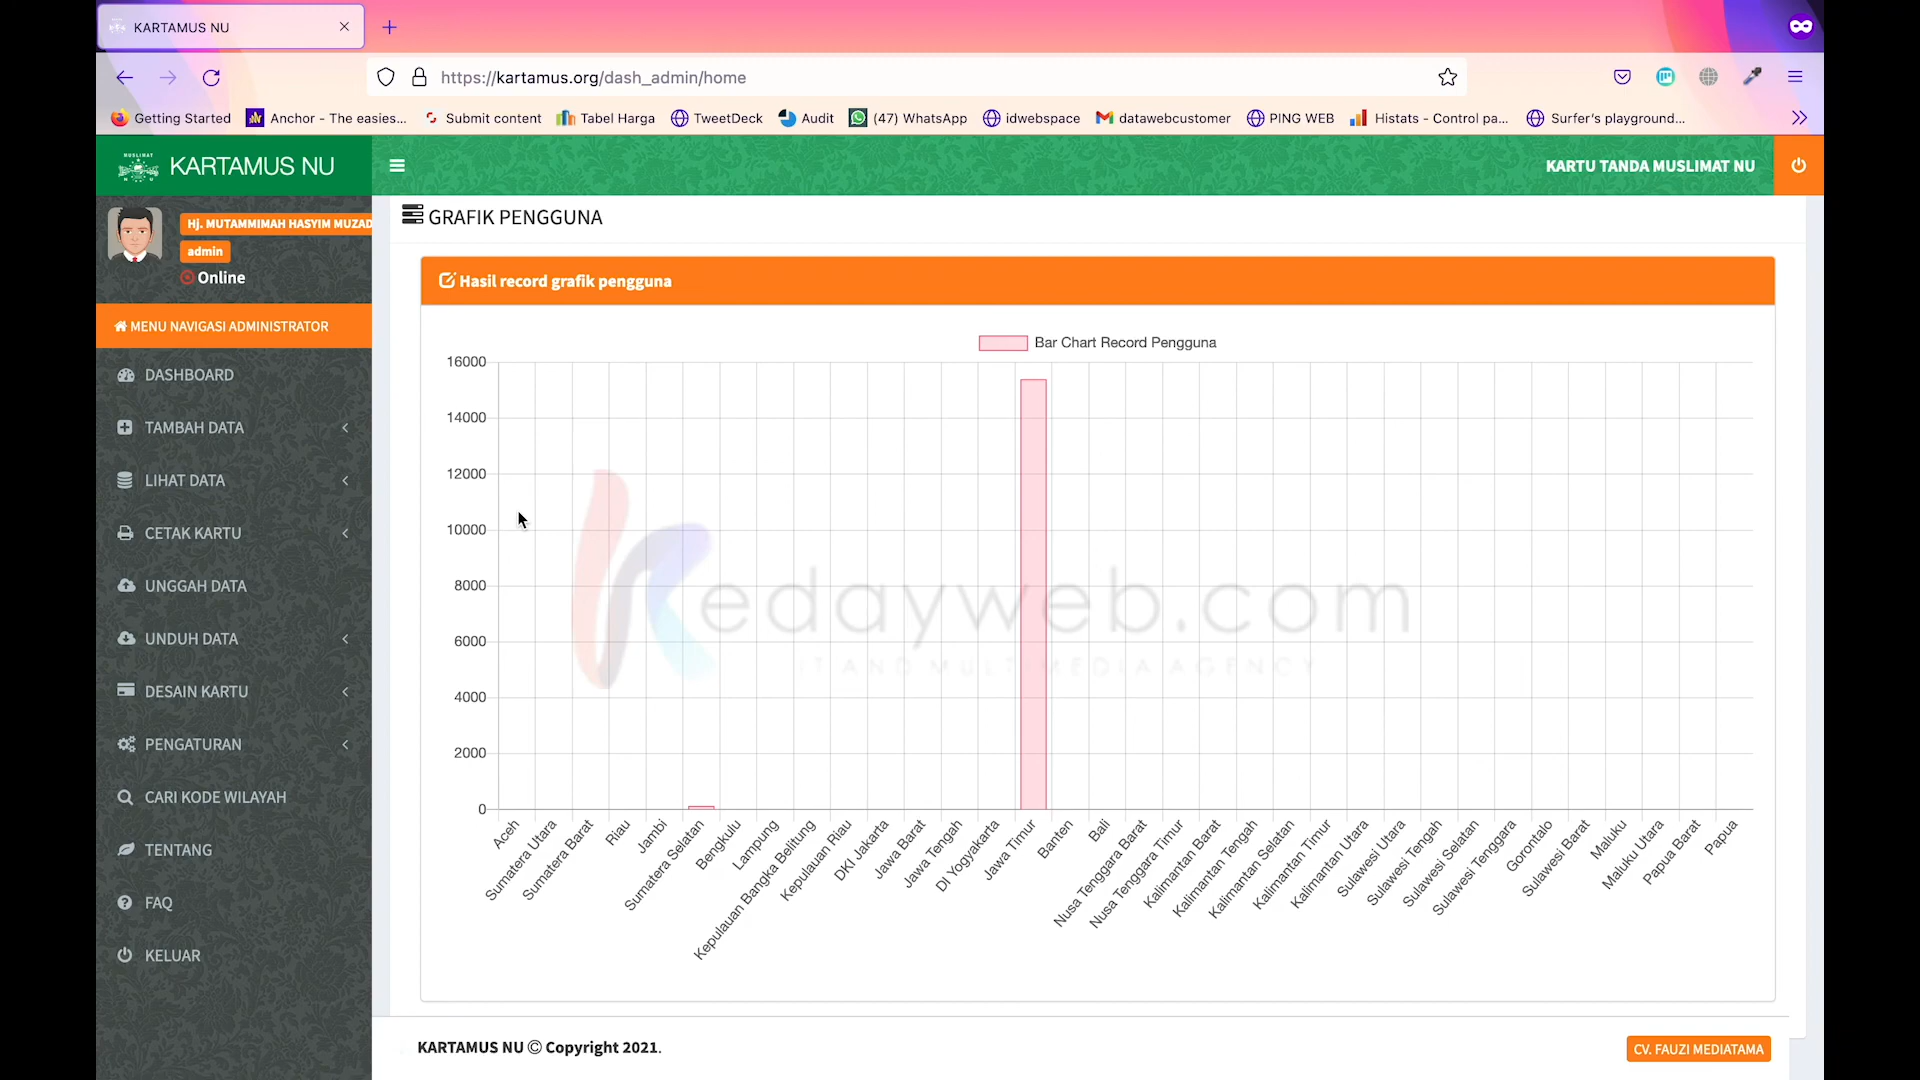 KARTAMUS NU
https://kartamus.org/dash_admin/home
Getting Started Anchor - The easies... Submit content Tabel Harga TweetDeck Audit (47) WhatsApp idwebspace datawebcustomer PING WEB Histats - Control pa... Surfer's playground...
MUSLIMAT
NU
KARTAMUS NU
KARTU TANDA MUSLIMAT NU
Hj. MUTAMMIMAH HASYIM MUZAD
admin
Online
MENU NAVIGASI ADMINISTRATOR
DASHBOARD
TAMBAH DATA
LIHAT DATA
CETAK KARTU
UNGGAH DATA
UNDUH DATA
DESAIN KARTU
PENGATURAN
CARI KODE WILAYAH
TENTANG
FAQ
KELUAR
GRAFIK PENGGUNA
Hasil record grafik pengguna
Bar Chart Record Pengguna
16000
14000
12000
10000
8000
6000
4000
2000
0
Kedayweb.com
IT AND MULTIMEDIA AGENCY
Aceh
Sumatera Utara
Sumatera Barat
Riau
Jambi
Sumatera Selatan
Bengkulu
Lampung
Kepulauan Bangka Belitung
Kepulauan Riau
DKI Jakarta
Jawa Barat
Jawa Tengah
DI Yogyakarta
Jawa Timur
Banten
Bali
Nusa Tenggara Barat
Nusa Tenggara Timur
Kalimantan Barat
Kalimantan Tengah
Kalimantan Selatan
Kalimantan Timur
Kalimantan Utara
Sulawesi Utara
Sulawesi Tengah
Sulawesi Selatan
Sulawesi Tenggara
Gorontalo
Sulawesi Barat
Maluku
Maluku Utara
Papua Barat
Papua
KARTAMUS NU © Copyright 2021.
CV. FAUZI MEDIATAMA